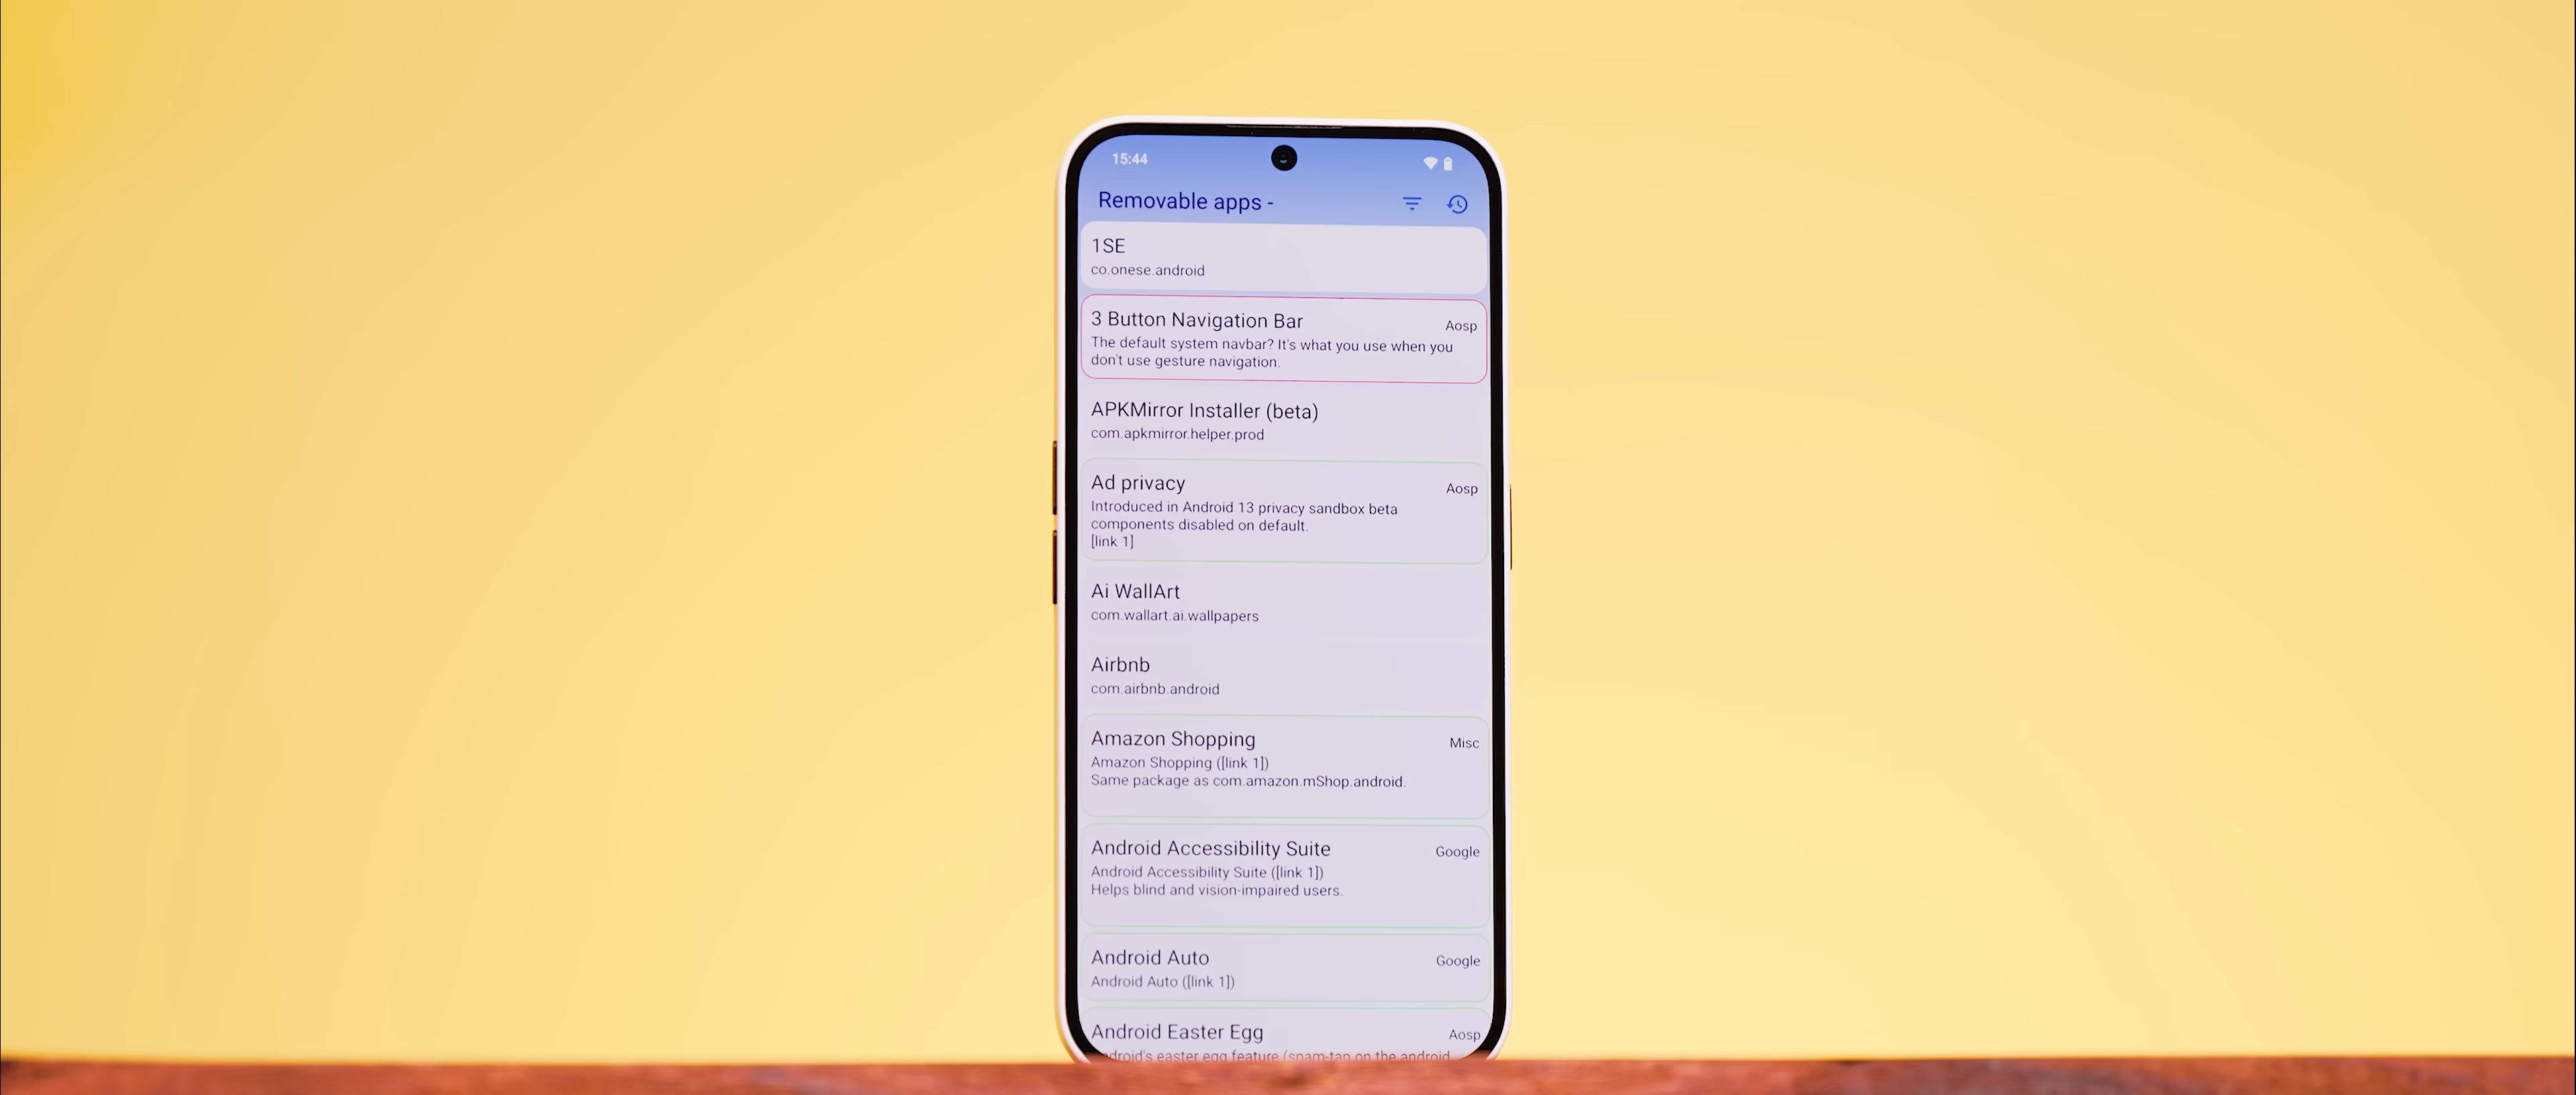 15:44
Removable apps -
1SE
co.onese.android
3 Button Navigation Bar
Aosp
The default system navbar? It's what you use when you
don't use gesture navigation.
APKMirror Installer (beta)
com.apkmirror.helper.prod
Ad privacy
Aosp
Introduced in Android 13 privacy sandbox beta
components disabled on default.
[link 1]
Ai WallArt
com.wallart.ai.wallpapers
Airbnb
com.airbnb.android
Amazon Shopping
Misc
Amazon Shopping ([link 1])
Same package as com.amazon.mShop.android.
Android Accessibility Suite
Google
Android Accessibility Suite ([link 1])
Helps blind and vision-impaired users.
Android Auto
Google
Android Auto ([link 1])
Android Easter Egg
Aosp
easter egg feature (spam-tap on the android